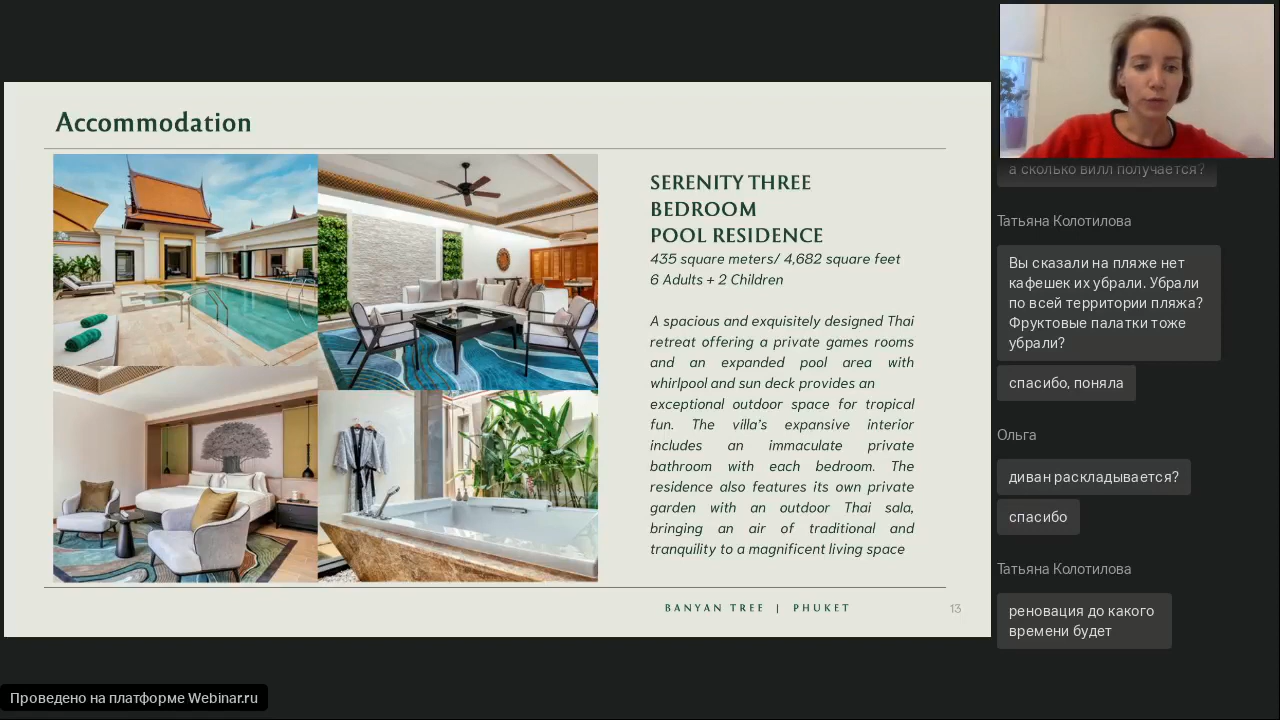 Accommodation
SERENITY THREE
BEDROOM
POOL RESIDENCE
435 square meters/ 4,682 square feet
6 Adults + 2 Children
A spacious and exquisitely designed Thai
retreat offering a private games rooms
and an expanded pool area with
whirlpool and sun deck provides an
exceptional outdoor space for tropical
fun. The villa's expansive interior
includes an immaculate private
bathroom with each bedroom. The
residence also features its own private
garden with an outdoor Thai sala,
bringing an air of traditional and
tranquility to a magnificent living space
BANYAN TREE | PHUKET
13
а сколько вилл получается?
Татьяна Колотилова
Вы сказали на пляже нет
кафешек их убрали. Убрали
по всей территории пляжа?
Фруктовые палатки тоже
убрали?
спасибо, поняла
Ольга
диван раскладывается?
спасибо
Татьяна Колотилова
реновация до какого
времени будет
Проведено на платформе Webinar.ru